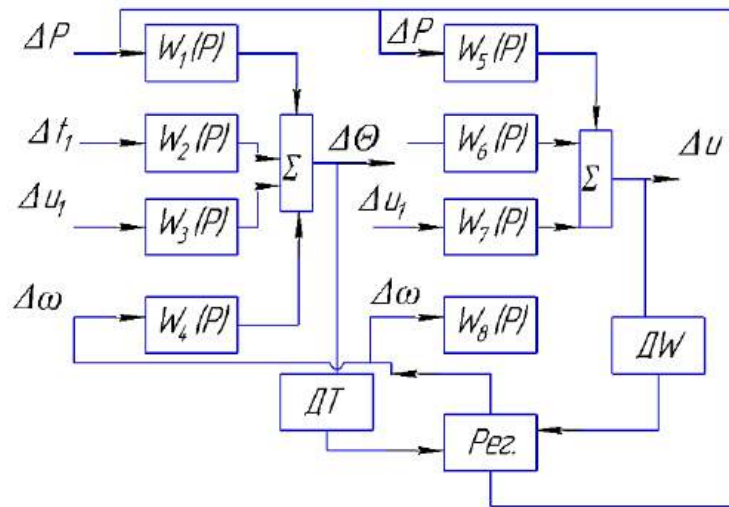 ΔP
W₁(P)
ΔP
W₅(P)
Δt₁
W₂(P)
Σ
ΔΘ
W₆(P)
Σ
Δu
Δu₁
W₃(P)
Δu₁
W₇(P)
Δω
W₄(P)
Δω
W₈(P)
ДW
ДТ
Рег.